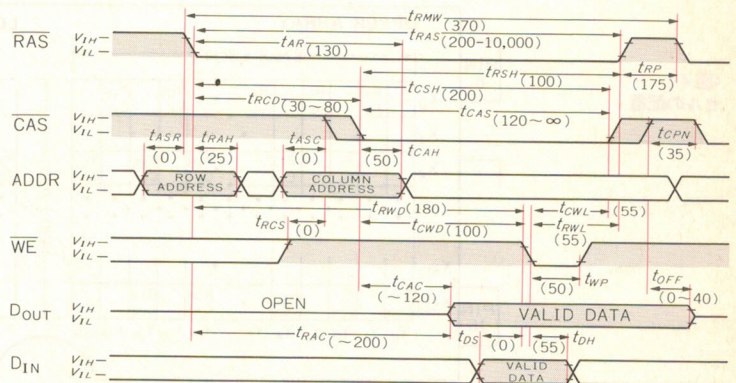 tRMW (370)
RAS VIH VIL
tAR (130) tRAS (200-10,000)
tRSH (100) tRP (175)
tCSH (200)
tRCD (30~80) tCAS (120~∞)
CAS VIH VIL
tASR (0) tRAH (25) tASC (0) (50) tCAH tCPN (35)
ADDR VIH VIL ROW ADDRESS COLUMN ADDRESS
tRWD (180) tCWL (55)
tRCS (0) tCWD (100) tRWL (55)
WE VIH VIL
tCAC (~120) (50) tWP tOFF (0~40)
DOUT VIH VIL OPEN VALID DATA
tRAC (~200) tDS (0) (55) tDH
DIN VIH VIL VALID DATA